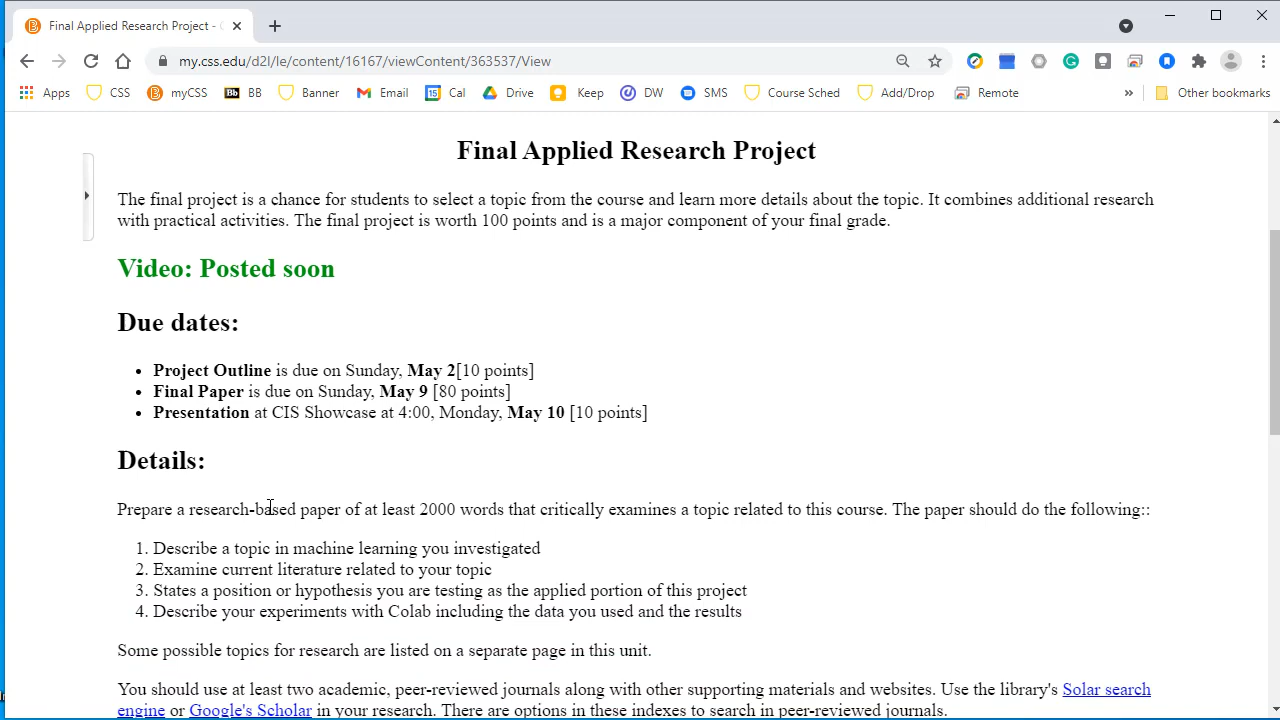 Final Applied Research Project -
my.css.edu/d2l/le/content/16167/viewContent/363537/View
Apps CSS myCSS Bb BB Banner Email 15 Cal Drive Keep DW SMS Course Sched Add/Drop Remote » Other bookmarks
Final Applied Research Project
The final project is a chance for students to select a topic from the course and learn more details about the topic. It combines additional research
with practical activities. The final project is worth 100 points and is a major component of your final grade.
Video: Posted soon
Due dates:
• Project Outline is due on Sunday, May 2[10 points]
• Final Paper is due on Sunday, May 9 [80 points]
• Presentation at CIS Showcase at 4:00, Monday, May 10 [10 points]
Details:
Prepare a research-based paper of at least 2000 words that critically examines a topic related to this course. The paper should do the following::
1. Describe a topic in machine learning you investigated
2. Examine current literature related to your topic
3. States a position or hypothesis you are testing as the applied portion of this project
4. Describe your experiments with Colab including the data you used and the results
Some possible topics for research are listed on a separate page in this unit.
You should use at least two academic, peer-reviewed journals along with other supporting materials and websites. Use the library's Solar search
engine or Google's Scholar in your research. There are options in these indexes to search in peer-reviewed journals.